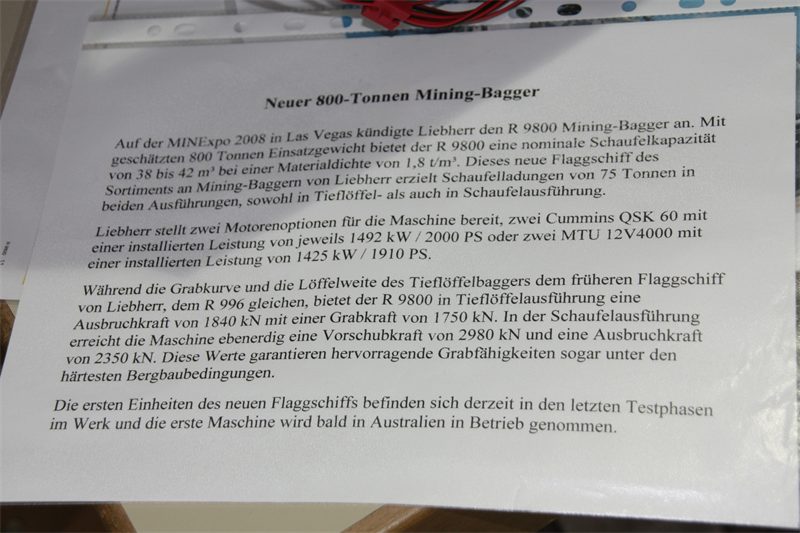 Neuer 800-Tonnen Mining-Bagger
Auf der MINExpo 2008 in Las Vegas kündigte Liebherr den R 9800 Mining-Bagger an. Mit
geschätzten 800 Tonnen Einsatzgewicht bietet der R 9800 eine nominale Schaufelkapazität
von 38 bis 42 m³ bei einer Materialdichte von 1,8 t/m³. Dieses neue Flaggschiff des
Sortiments an Mining-Baggern von Liebherr erzielt Schaufelladungen von 75 Tonnen in
beiden Ausführungen, sowohl in Tieflöffel- als auch in Schaufelausführung.
Liebherr stellt zwei Motorenoptionen für die Maschine bereit, zwei Cummins QSK 60 mit
einer installierten Leistung von jeweils 1492 kW / 2000 PS oder zwei MTU 12V4000 mit
einer installierten Leistung von 1425 kW / 1910 PS.
Während die Grabkurve und die Löffelweite des Tieflöffelbaggers dem früheren Flaggschiff
von Liebherr, dem R 996 gleichen, bietet der R 9800 in Tieflöffelausführung eine
Ausbruchkraft von 1840 kN mit einer Grabkraft von 1750 kN. In der Schaufelausführung
erreicht die Maschine ebenerdig eine Vorschubkraft von 2980 kN und eine Ausbruchkraft
von 2350 kN. Diese Werte garantieren hervorragende Grabfähigkeiten sogar unter den
härtesten Bergbaubedingungen.
Die ersten Einheiten des neuen Flaggschiffs befinden sich derzeit in den letzten Testphasen
im Werk und die erste Maschine wird bald in Australien in Betrieb genommen.